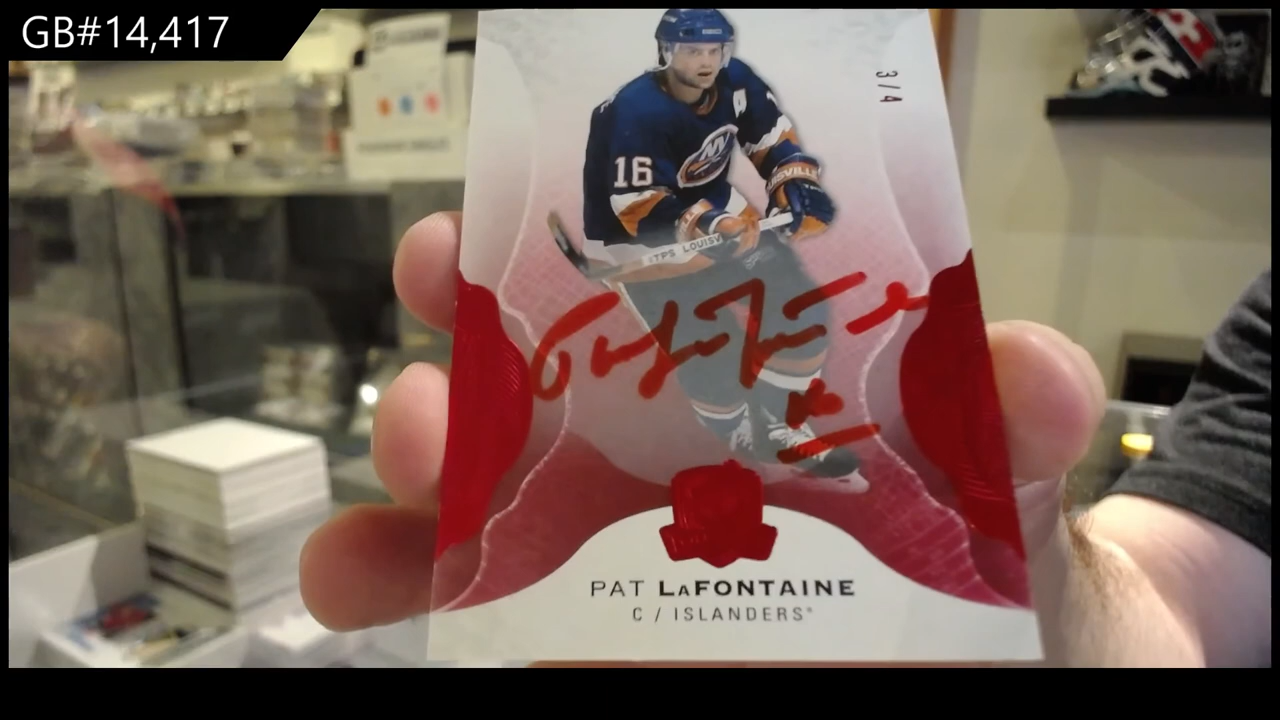 GB#14,417
3/4
16
TPS LOUISV
PAT LAFONTAINE
C / ISLANDERS